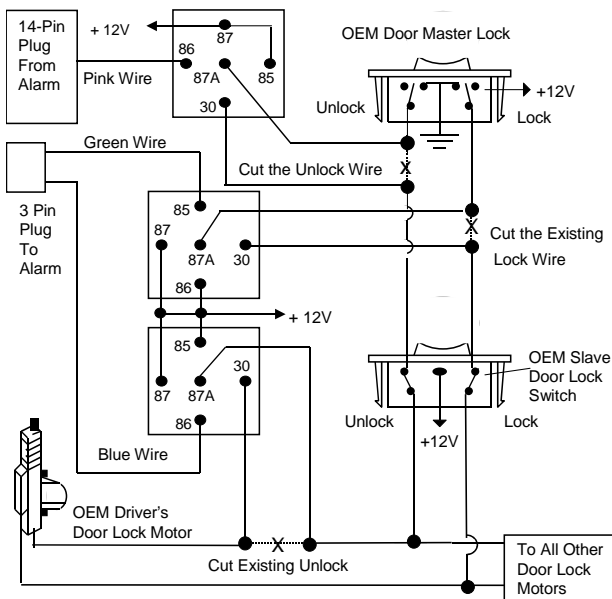 14-Pin
Plug
From
Alarm
+ 12V
87
86
87A
85
30
Pink Wire
OEM Door Master Lock
+12V
Unlock
Lock
Green Wire
Cut the Unlock Wire
X
3 Pin
Plug
To
Alarm
85
87
87A
30
86
X
Cut the Existing
Lock Wire
+ 12V
85
30
87
87A
86
OEM Slave
Door Lock
Switch
Unlock
Lock
+12V
Blue Wire
OEM Driver's
Door Lock Motor
X
Cut Existing Unlock
To All Other
Door Lock
Motors